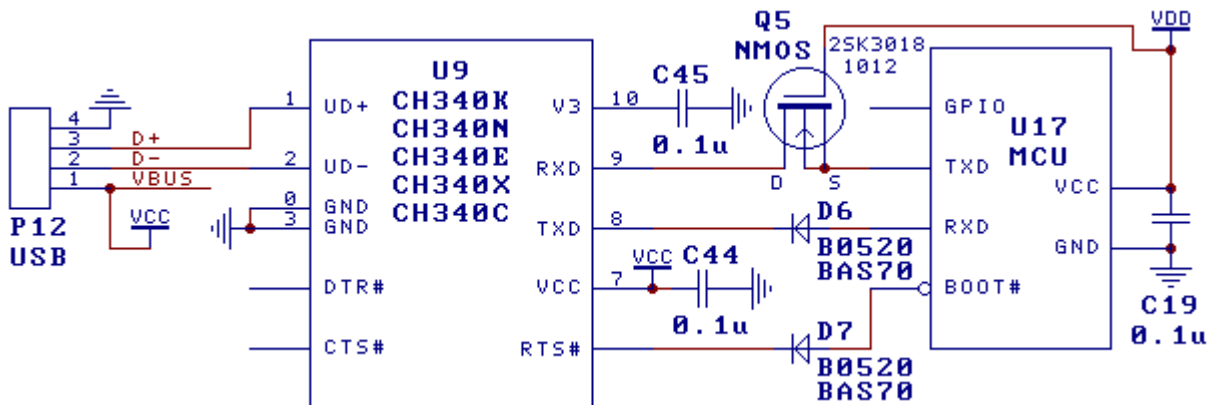 Q5
NMOS
2SK3018
1012
VDD
U9
CH340K
CH340N
CH340E
CH340X
CH340C
1
UD+
2
UD-
0
GND
3
GND
DTR#
CTS#
V3
10
RXD
9
TXD
8
VCC
7
RTS#
4
3
D+
2
D-
1
VBUS
VCC
P12
USB
C45
0.1u
D
S
D6
B0520
BAS70
VCC
C44
0.1u
D7
B0520
BAS70
GPIO
U17
MCU
TXD
VCC
RXD
GND
BOOT#
C19
0.1u